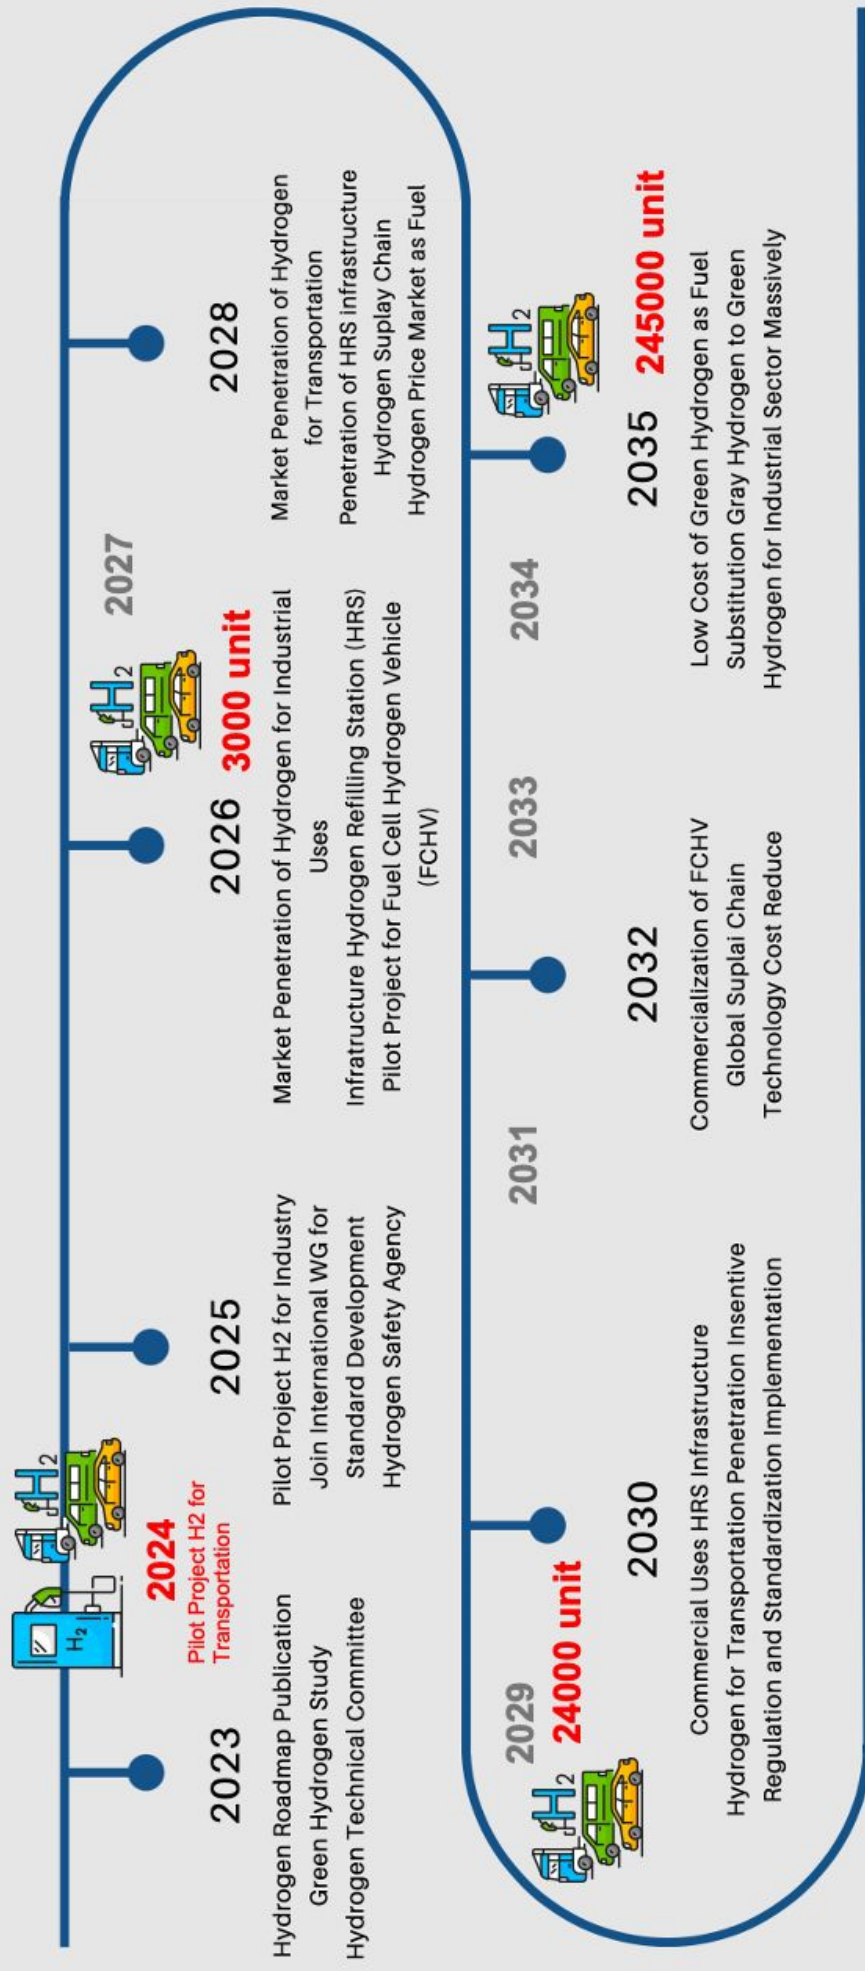 H2
H2
2024
Pilot Project H2 for
Transportation
2023
Hydrogen Roadmap Publication
Green Hydrogen Study
Hydrogen Technical Committee
2025
Pilot Project H2 for Industry
Join International WG for
Standard Development
Hydrogen Safety Agency
2026
H2
3000 unit
Market Penetration of Hydrogen for Industrial
Uses
Infratructure Hydrogen Refilling Station (HRS)
Pilot Project for Fuel Cell Hydrogen Vehicle
(FCHV)
2027
2028
Market Penetration of Hydrogen
for Transportation
Penetration of HRS infrastructure
Hydrogen Suplay Chain
Hydrogen Price Market as Fuel
H2
2029
24000 unit
2030
Commercial Uses HRS Infrastructure
Hydrogen for Transportation Penetration Insentive
Regulation and Standardization Implementation
2031
2032
Commercialization of FCHV
Global Suplai Chain
Technology Cost Reduce
2033
2034
2035
H2
245000 unit
Low Cost of Green Hydrogen as Fuel
Substitution Gray Hydrogen to Green
Hydrogen for Industrial Sector Massively